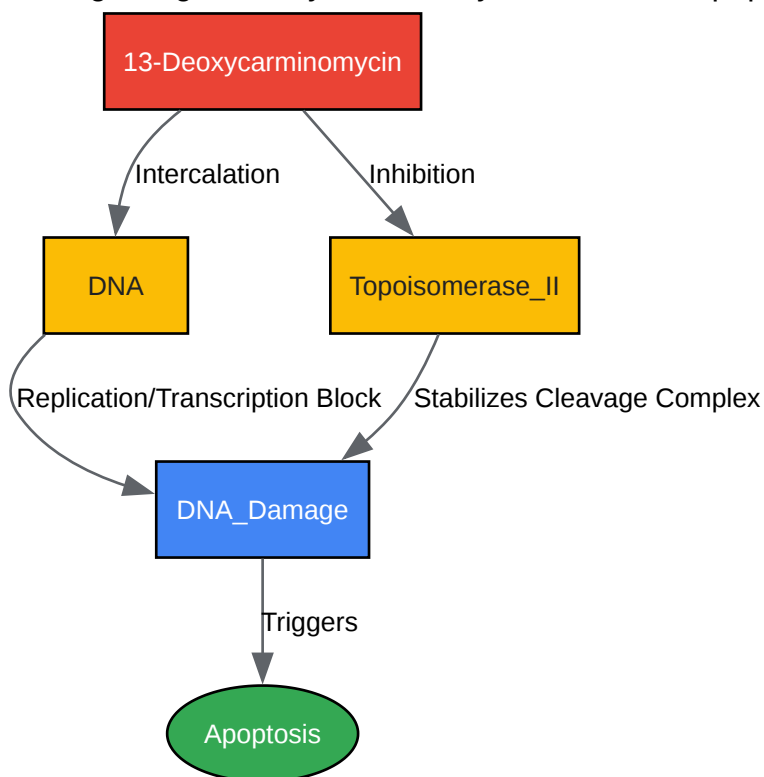 13-Deoxycarminomycin
Intercalation
Inhibition
DNA
Topoisomerase_II
Replication/Transcription Block
Stabilizes Cleavage Complex
DNA_Damage
Triggers
Apoptosis